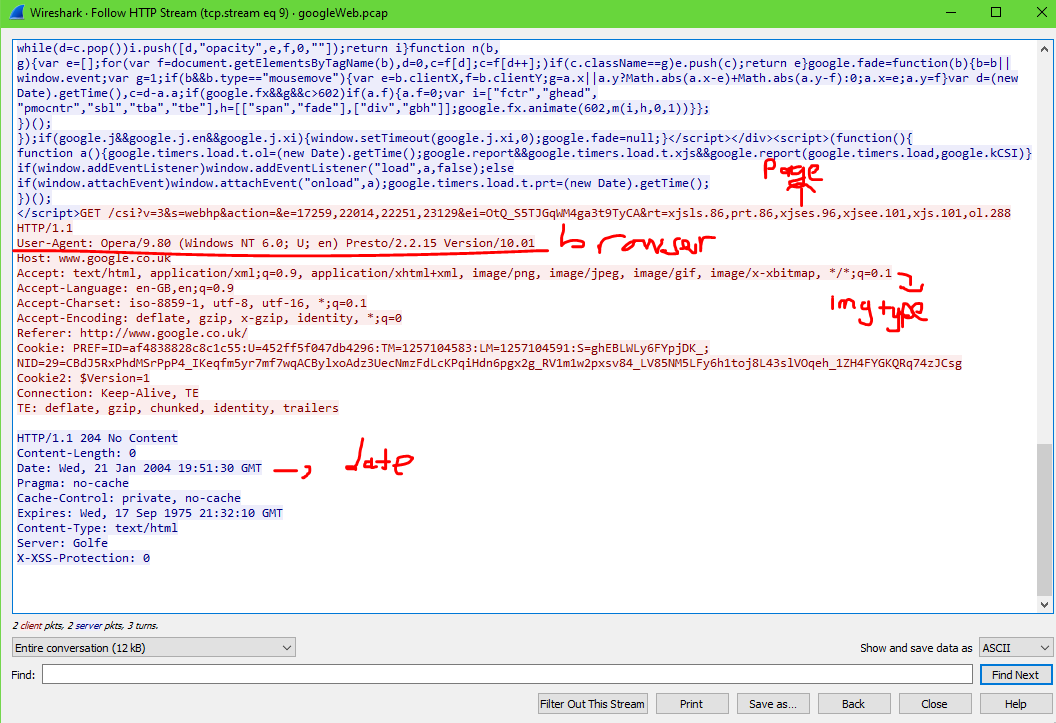 Wireshark · Follow HTTP Stream (tcp.stream eq 9) · googleWeb.pcap
while(d=c.pop())i.push([d,"opacity",e,f,0,""]);return i}function n(b,
g){var e=[];for(var f=document.getElementsByTagName(b),d=0,c=f[d];c=f[d++];)if(c.className==g)e.push(c);return e}google.fade=function(b){b=b||
window.event;var g=1;if(b&&b.type=="mousemove"){var e=b.clientX,f=b.clientY;g=a.x||a.y?Math.abs(a.x-e)+Math.abs(a.y-f):0;a.x=e;a.y=f}var d=(new
Date).getTime(),c=d-a.a;if(google.fx&&g&&c>602)if(a.f){a.f=0;var i=["fctr","ghead",
"pmocntr","sbl","tba","tbe"],h=[["span","fade"],["div","gbh"]];google.fx.animate(602,m(i,h,0,1))}};
})();
});if(google.j&&google.j.en&&google.j.xi){window.setTimeout(google.j.xi,0);google.fade=null;}</script></div><script>(function(){
function a(){google.timers.load.t.ol=(new Date).getTime();google.report&&google.timers.load.t.xjs&&google.report(google.timers.load,google.kCSI)}
if(window.addEventListener)window.addEventListener("load",a,false);else
if(window.attachEvent)window.attachEvent("onload",a);google.timers.load.t.prt=(new Date).getTime();
Page
})();
</script>GET /csi?v=3&s=webhp&action=&e=17259,22014,22251,23129&ei=OtQ_S5TJGqWM4ga3t9TyCA&rt=xjsls.86,prt.86,xjses.96,xjsee.101,xjs.101,ol.288
HTTP/1.1
User-Agent: Opera/9.80 (Windows NT 6.0; U; en) Presto/2.2.15 Version/10.01 browser
Host: www.google.co.uk
Accept: text/html, application/xml;q=0.9, application/xhtml+xml, image/png, image/jpeg, image/gif, image/x-xbitmap, */*;q=0.1
Accept-Language: en-GB,en;q=0.9
Accept-Charset: iso-8859-1, utf-8, utf-16, *;q=0.1
img type
Accept-Encoding: deflate, gzip, x-gzip, identity, *;q=0
Referer: http://www.google.co.uk/
Cookie: PREF=ID=af4838828c8c1c55:U=452ff5f047db4296:TM=1257104583:LM=1257104591:S=ghEBLWLy6FYpjDK_;
NID=29=CBdJ5RxPhdMSrPpP4_IKeqfm5yr7mf7wqACBylxoAdz3UecNmzFdLcKPqiHdn6pgx2g_RV1m1w2pxsv84_LV85NM5LFy6h1toj8L43slVOqeh_1ZH4FYGKQRq74zJCsg
Cookie2: $Version=1
Connection: Keep-Alive, TE
TE: deflate, gzip, chunked, identity, trailers
HTTP/1.1 204 No Content
Content-Length: 0
Date: Wed, 21 Jan 2004 19:51:30 GMT date
Pragma: no-cache
Cache-Control: private, no-cache
Expires: Wed, 17 Sep 1975 21:32:10 GMT
Content-Type: text/html
Server: Golfe
X-XSS-Protection: 0
2 client pkts, 2 server pkts, 3 turns.
Entire conversation (12 kB) Show and save data as ASCII
Find: Find Next
Filter Out This Stream Print Save as... Back Close Help